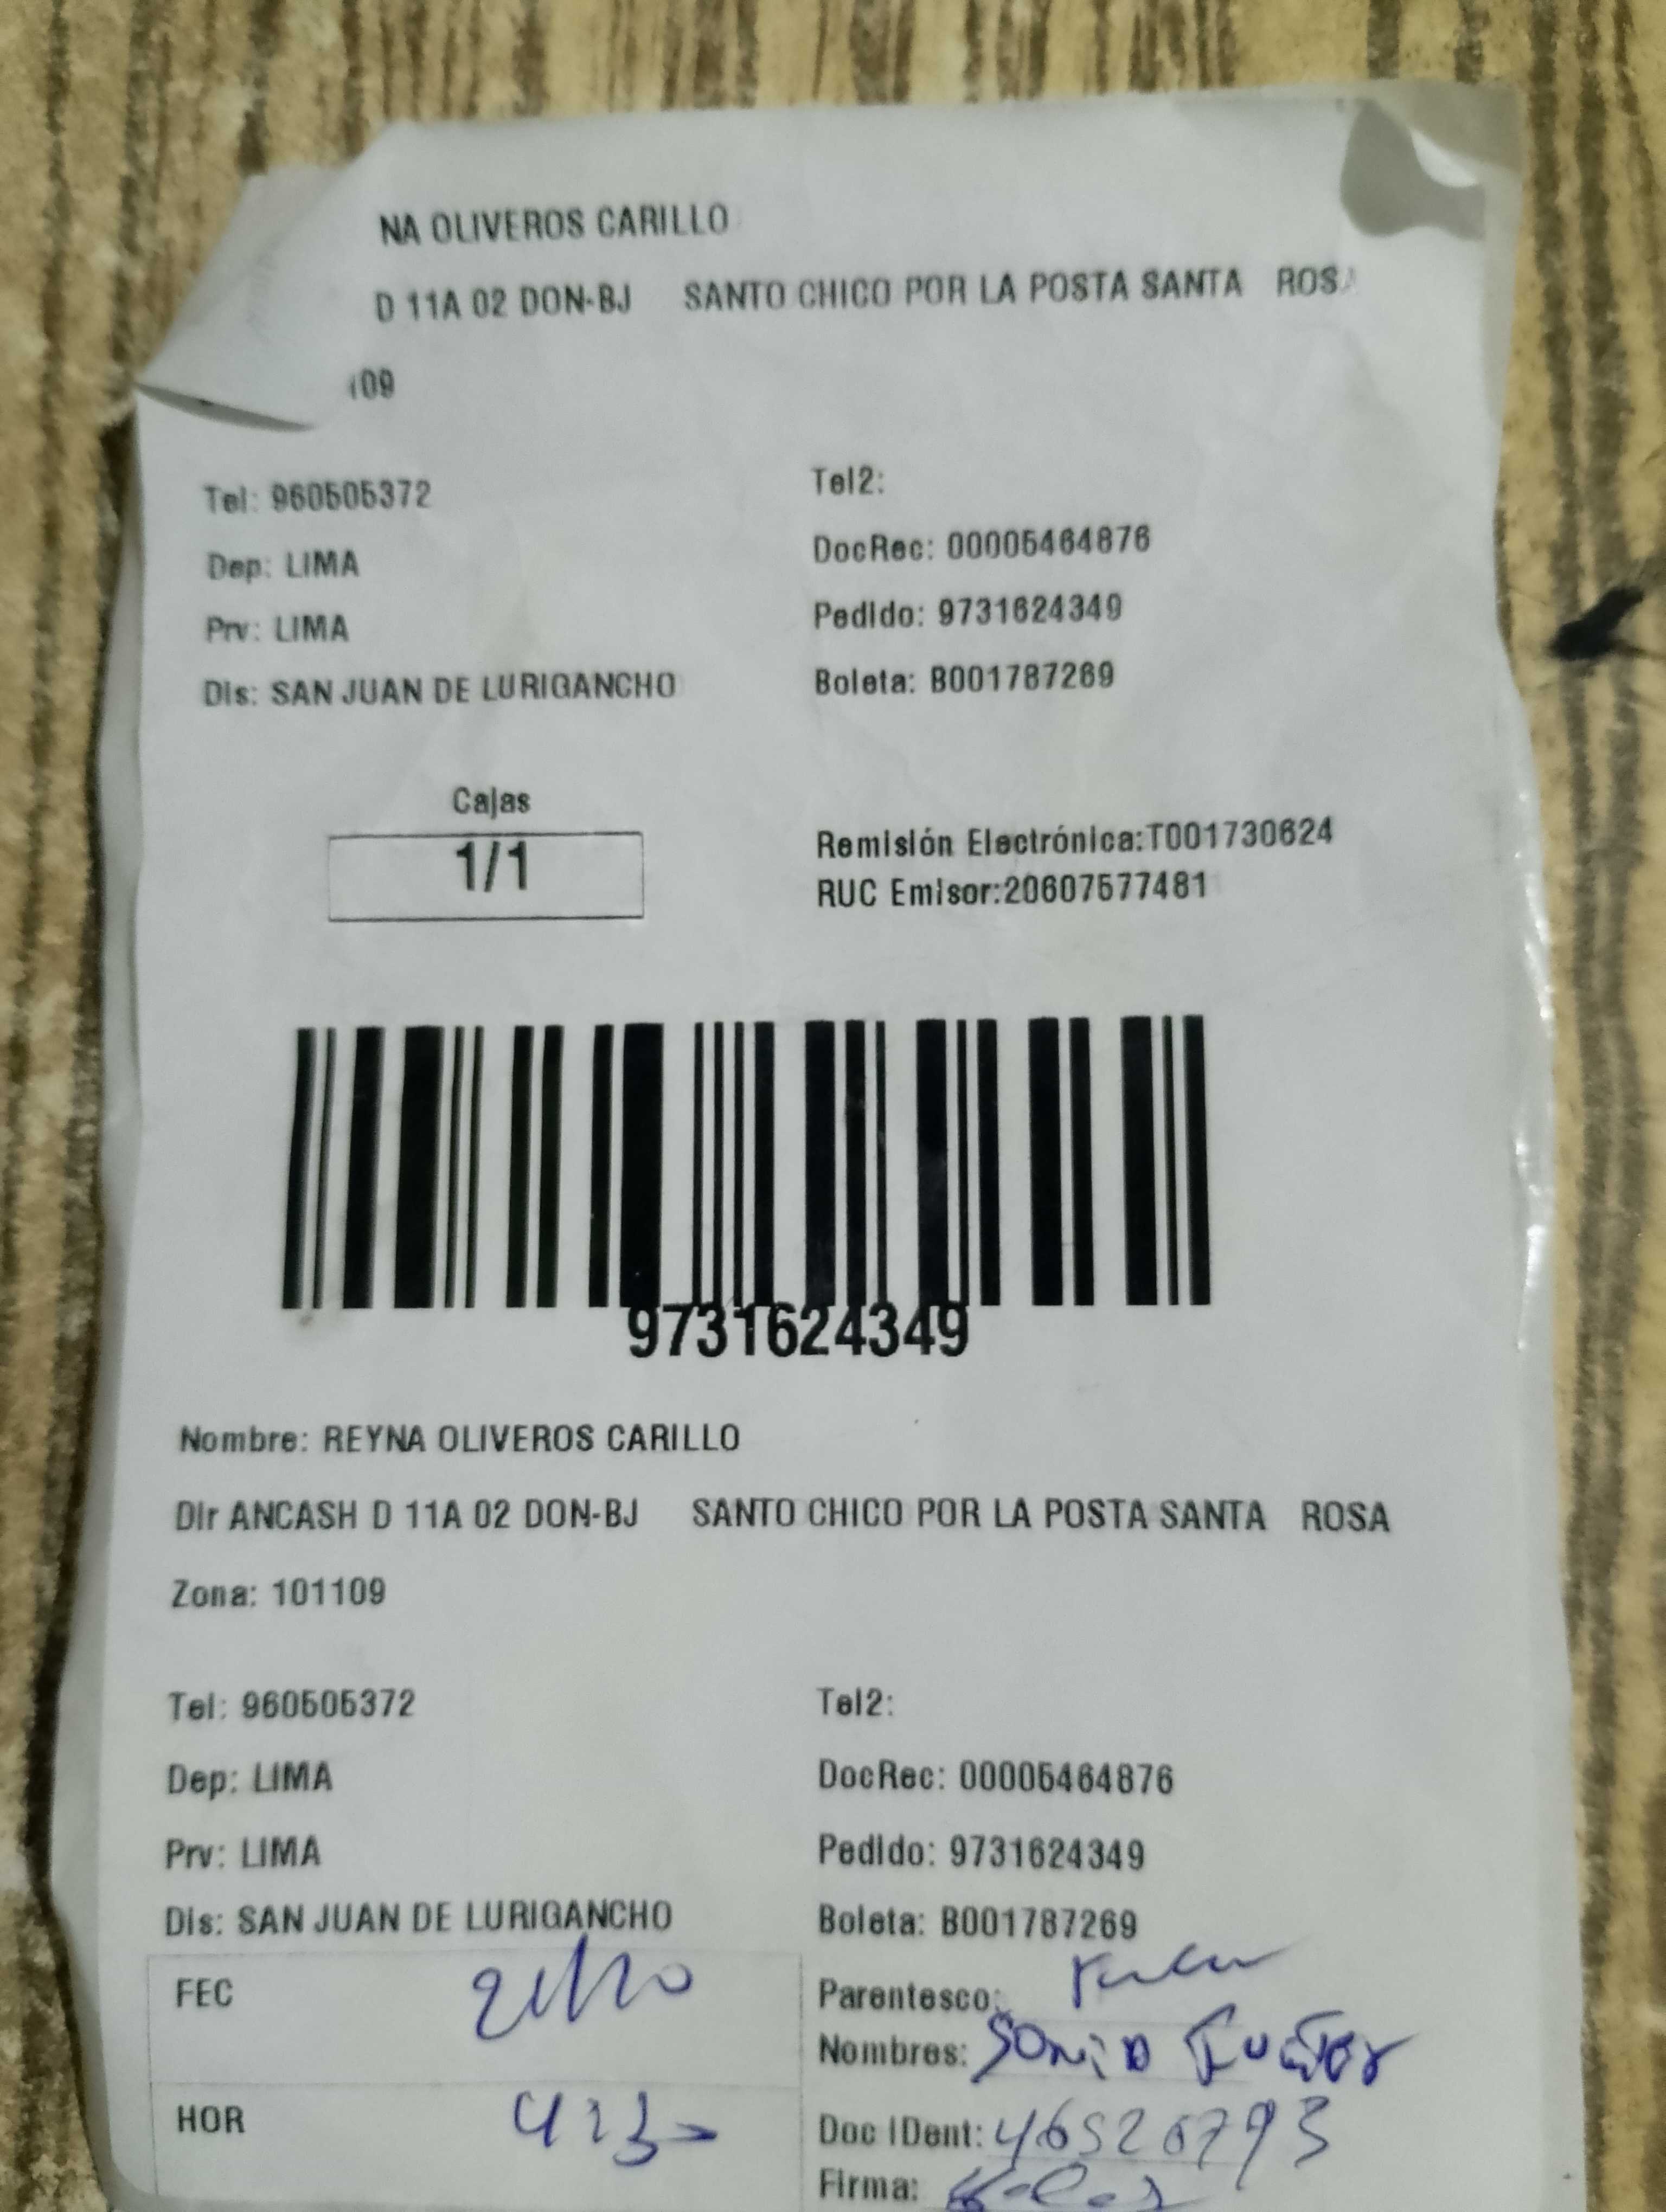 NA OLIVEROS CARILLO
D 11A 02 DON-BJ SANTO CHICO POR LA POSTA SANTA ROSA
109
Tel: 960505372 Tel2:
Dep: LIMA DocRec: 00005464876
Prv: LIMA Pedido: 9731624349
Dis: SAN JUAN DE LURIGANCHO Boleta: B001787269
Cajas
1/1
Remisión Electrónica:T001730624
RUC Emisor:20607577481
9731624349
Nombre: REYNA OLIVEROS CARILLO
Dir ANCASH D 11A 02 DON-BJ SANTO CHICO POR LA POSTA SANTA ROSA
Zona: 101109
Tel: 960505372 Tel2:
Dep: LIMA DocRec: 00005464876
Prv: LIMA Pedido: 9731624349
Dis: SAN JUAN DE LURIGANCHO Boleta: B001787269
FEC
Parentesco:
Nombres: Sonia
HOR
Doc IDent: 46526793
Firma: